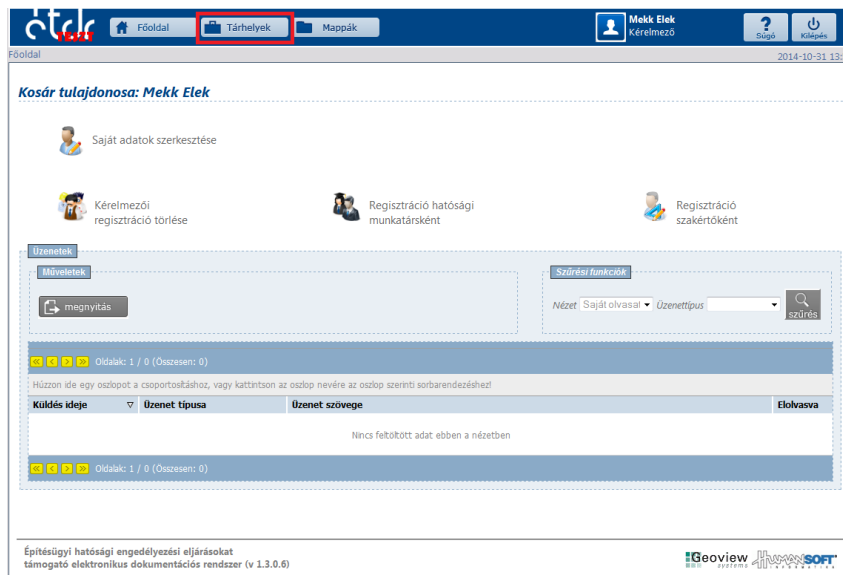 étdr
TESZT
Főoldal
Tárhelyek
Mappák
Mekk Elek
Kérelmező
?
Súgó
Kilépés
Főoldal
2014-10-31 13:
Kosár tulajdonosa: Mekk Elek
Saját adatok szerkesztése
Kérelmezői
regisztráció törlése
Regisztráció hatósági
munkatársként
Regisztráció
szakértőként
Üzenetek
Műveletek
megnyitás
Szűrési funkciók
Nézet Saját olvasat Üzenettípus
szűrés
Oldalak: 1 / 0 (Összesen: 0)
Húzzon ide egy oszlopot a csoportosításhoz, vagy kattintson az oszlop nevére az oszlop szerinti sorbarendezéshez!
Küldés ideje Üzenet típusa Üzenet szövege Elolvasva
Nincs feltöltött adat ebben a nézetben
Oldalak: 1 / 0 (Összesen: 0)
Építésügyi hatósági engedélyezési eljárásokat
támogató elektronikus dokumentációs rendszer (v 1.3.0.6)
Geoview
systems
HUMANSOFT
INFORMATIKA